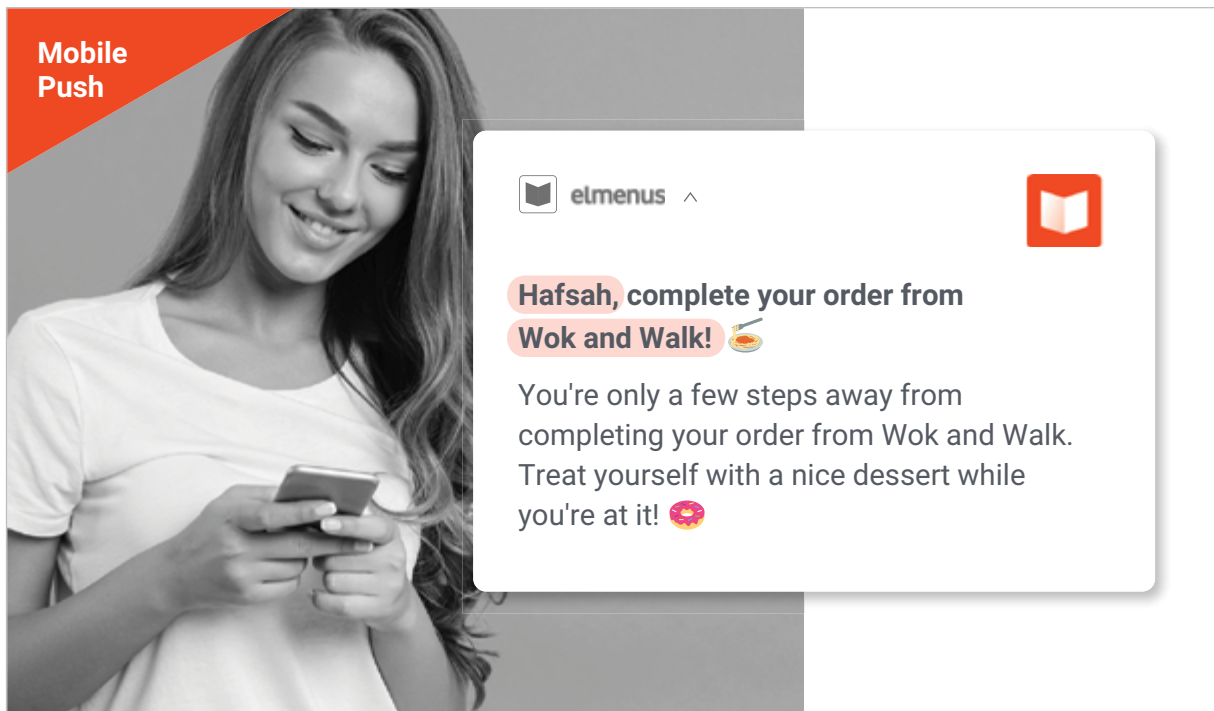 Mobile
Push
elmenus
Hafsah, complete your order from
Wok and Walk! 🍝
You're only a few steps away from
completing your order from Wok and Walk.
Treat yourself with a nice dessert while
you're at it! 🍩